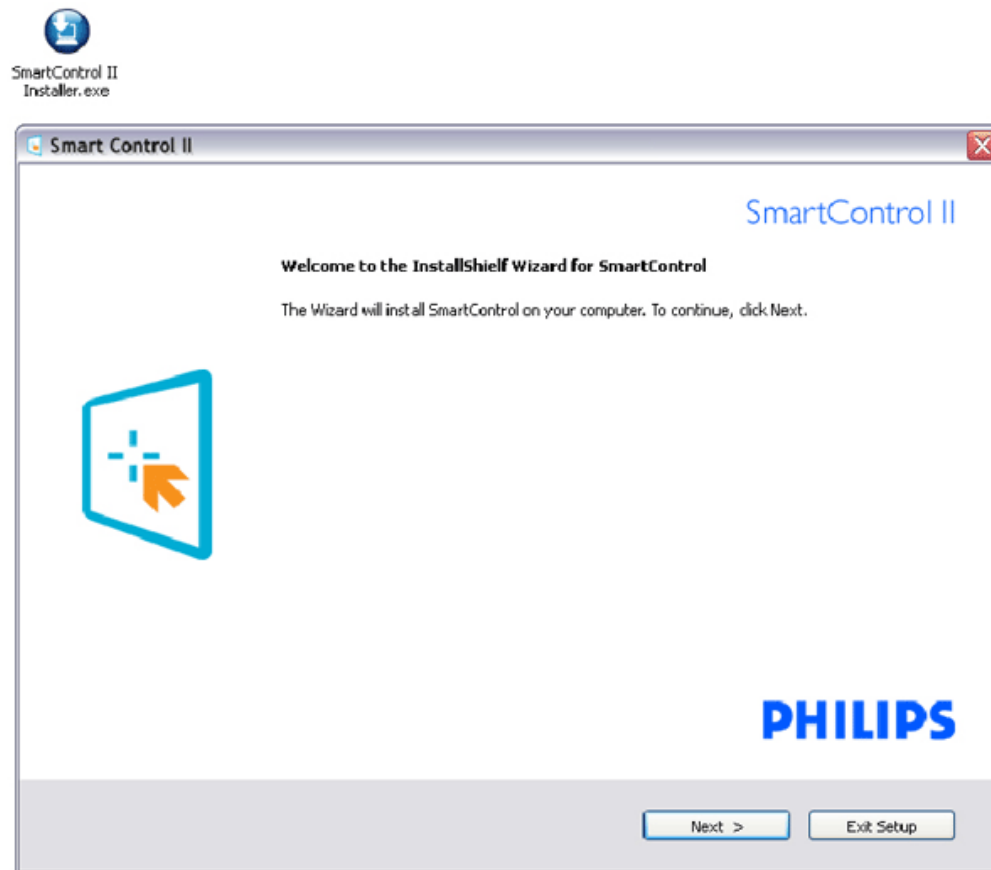 SmartControl II
Installer.exe
Smart Control II
SmartControl II
Welcome to the InstallShielf Wizard for SmartControl
The Wizard will install SmartControl on your computer. To continue, click Next.
PHILIPS
Next >
Exit Setup